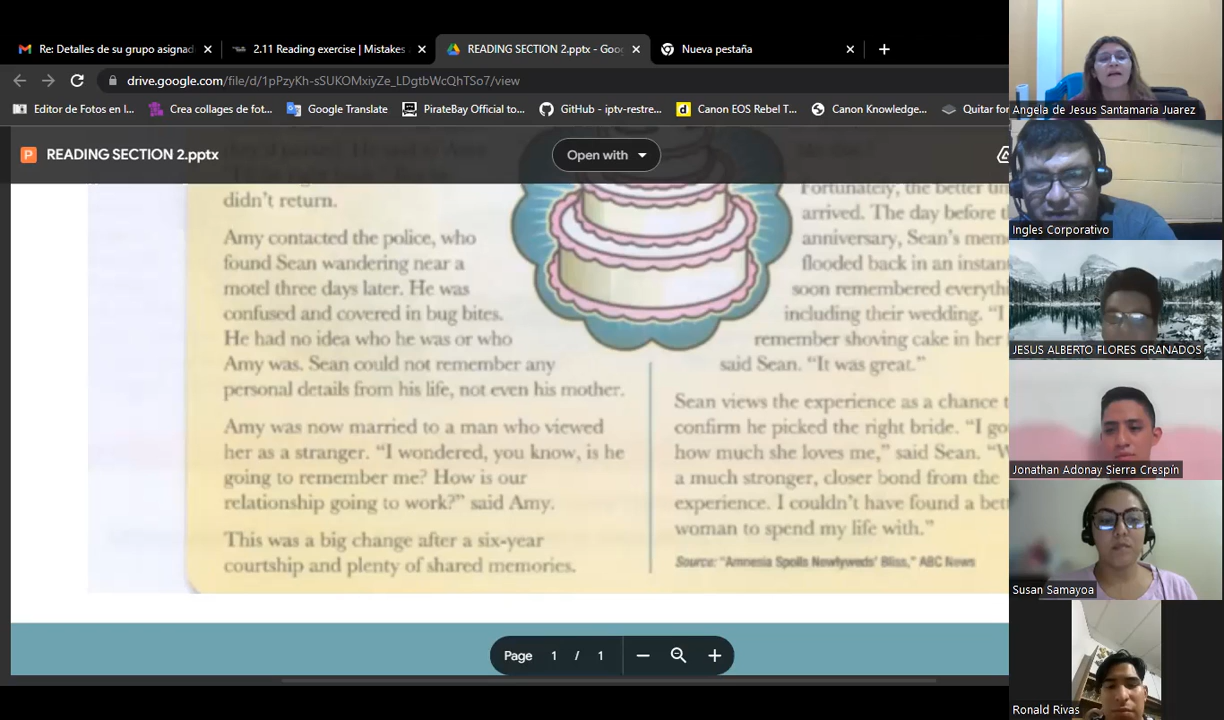 Re: Detalles de su grupo asignad
2.11 Reading exercise | Mistakes
READING SECTION 2.pptx - Goo
Nueva pestaña
drive.google.com/file/d/1pPzyKh-sSUKOMxiyZe_LDgtbWcQhTSo7/view
Editor de Fotos en l...
Crea collages de fot...
Google Translate
PirateBay Official to...
GitHub - iptv-restre...
Canon EOS Rebel T...
Canon Knowledge...
Quitar for
READING SECTION 2.pptx
Open with
didn't return.
Amy contacted the police, who
found Sean wandering near a
motel three days later. He was
confused and covered in bug bites.
He had no idea who he was or who
Amy was. Sean could not remember any
personal details from his life, not even his mother.
Amy was now married to a man who viewed
her as a stranger. "I wondered, you know, is he
going to remember me? How is our
relationship going to work?" said Amy.
This was a big change after a six-year
courtship and plenty of shared memories.
Fortunately, the better
arrived. The day before
anniversary, Sean's mem
flooded back in an instan
soon remembered everyth
including their wedding. "I
remember shoving cake in her
said Sean. "It was great."
Sean views the experience as a chance
confirm he picked the right bride. "I go
how much she loves me," said Sean. "W
a much stronger, closer bond from the
experience. I couldn't have found a bet
woman to spend my life with."
Source: "Amnesia Spoils Newlyweds' Bliss," ABC News
Page 1 / 1
Angela de Jesus Santamaria Juarez
Ingles Corporativo
JESUS ALBERTO FLORES GRANADOS
Jonathan Adonay Sierra Crespín
Susan Samayoa
Ronald Rivas